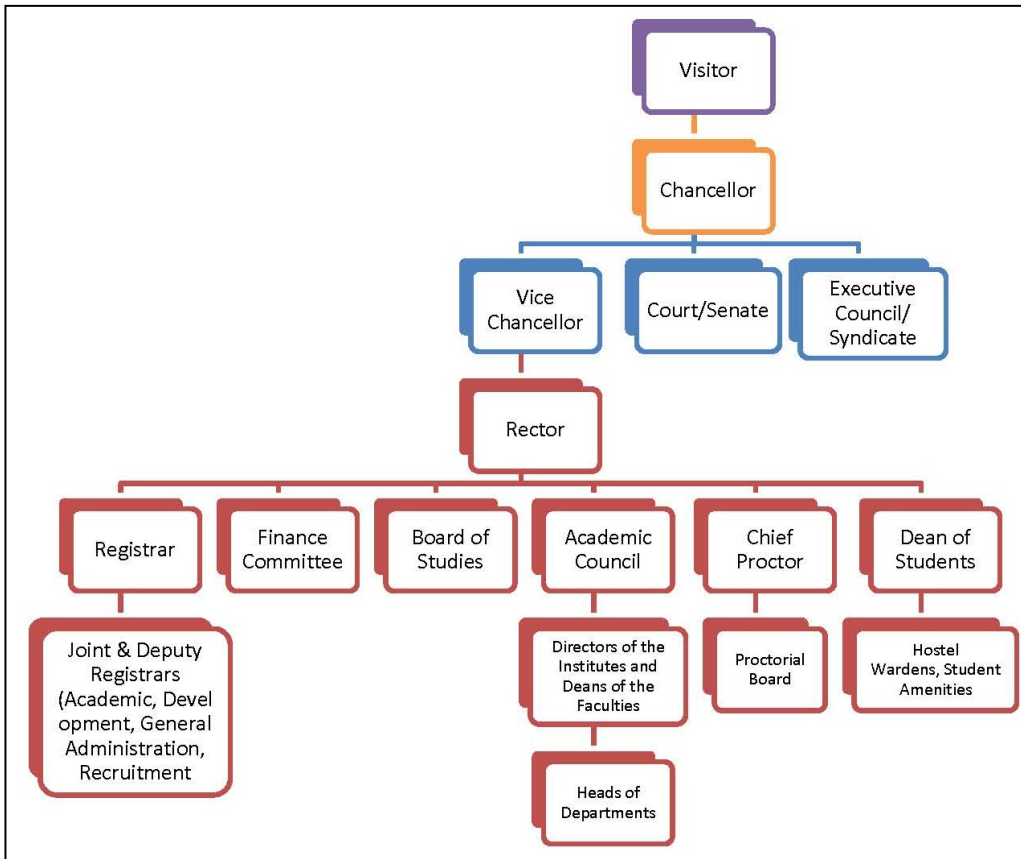 Visitor
Chancellor
Vice
Chancellor
Court/Senate
Executive
Council/
Syndicate
Rector
Registrar
Finance
Committee
Board of
Studies
Academic
Council
Chief
Proctor
Dean of
Students
Joint & Deputy
Registrars
(Academic, Devel
opment, General
Administration,
Recruitment
Directors of the
Institutes and
Deans of the
Faculties
Proctorial
Board
Hostel
Wardens, Student
Amenities
Heads of
Departments